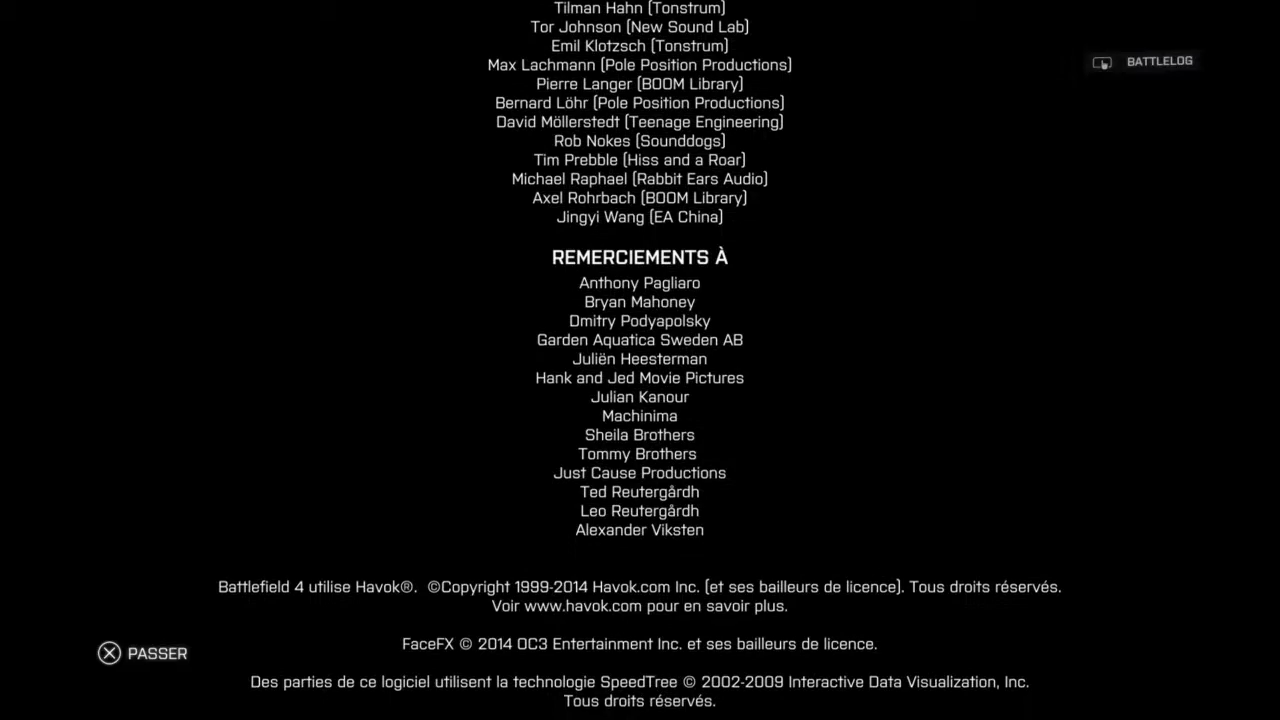 Tilman Hahn (Tonstrum)
Tor Johnson (New Sound Lab)
Emil Klotzsch (Tonstrum)
Max Lachmann (Pole Position Productions)
BATTLELOG
Pierre Langer (BOOM Library)
Bernard Löhr (Pole Position Productions)
David Möllerstedt (Teenage Engineering)
Rob Nokes (Sounddogs)
Tim Prebble (Hiss and a Roar)
Michael Raphael (Rabbit Ears Audio)
Axel Rohrbach (BOOM Library)
Jingyi Wang (EA China)
REMERCIEMENTS À
Anthony Pagliaro
Bryan Mahoney
Dmitry Podyapolsky
Garden Aquatica Sweden AB
Juliën Heesterman
Hank and Jed Movie Pictures
Julian Kanour
Machinima
Sheila Brothers
Tommy Brothers
Just Cause Productions
Ted Reutergårdh
Leo Reutergårdh
Alexander Viksten
Battlefield 4 utilise Havok®. ©Copyright 1999-2014 Havok.com Inc. (et ses bailleurs de licence). Tous droits réservés.
Voir www.havok.com pour en savoir plus.
FaceFX © 2014 OC3 Entertainment Inc. et ses bailleurs de licence.
PASSER
Des parties de ce logiciel utilisent la technologie SpeedTree © 2002-2009 Interactive Data Visualization, Inc.
Tous droits réservés.